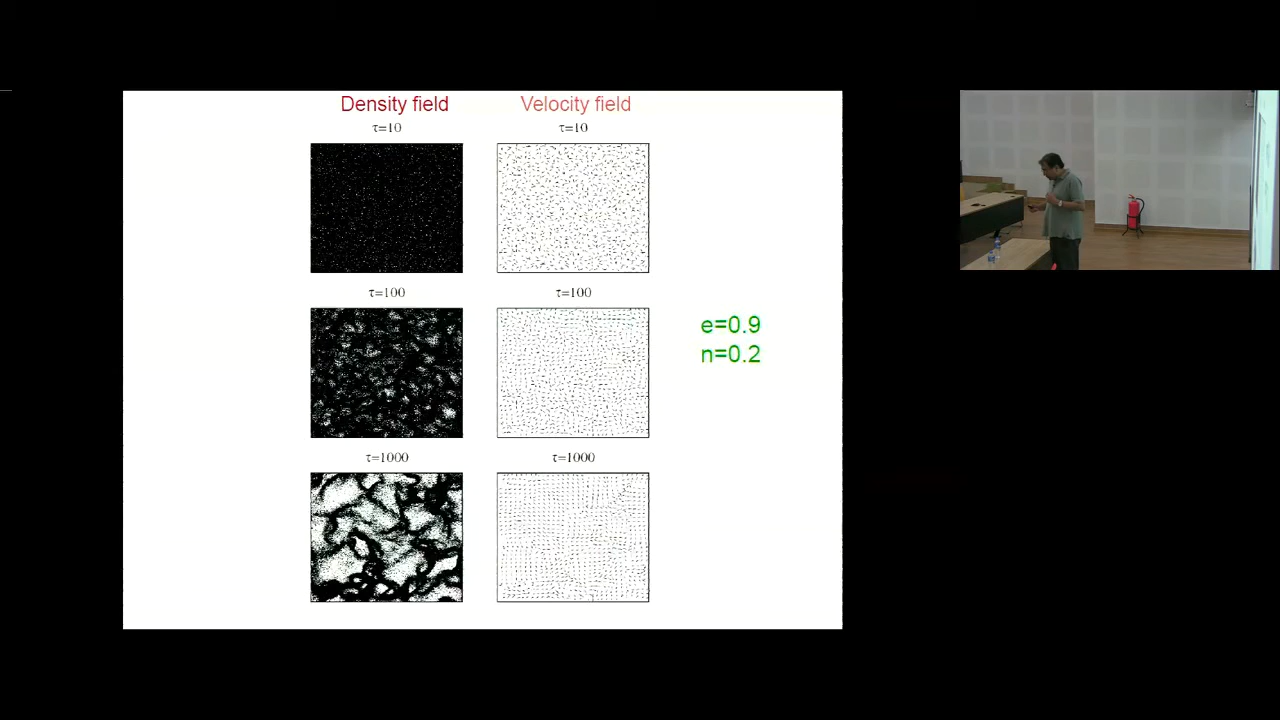 Density field
Velocity field
τ=10
τ=10
τ=100
τ=100
e=0.9
n=0.2
τ=1000
τ=1000